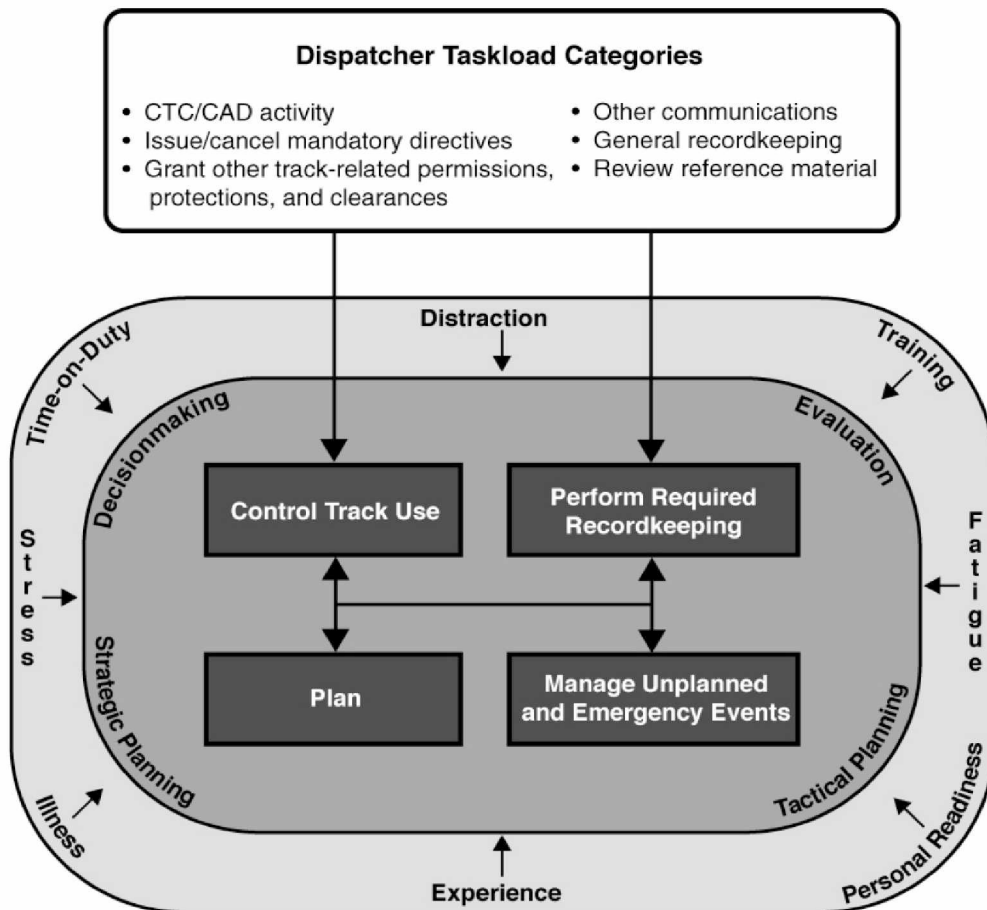 Dispatcher Taskload Categories
• CTC/CAD activity
• Issue/cancel mandatory directives
• Grant other track-related permissions,
protections, and clearances
• Other communications
• General recordkeeping
• Review reference material
Distraction
Time-on-Duty
Training
Decisionmaking
Evaluation
Control Track Use
Perform Required
Recordkeeping
Stress
Fatigue
Plan
Manage Unplanned
and Emergency Events
Strategic Planning
Tactical Planning
Illness
Personal Readiness
Experience